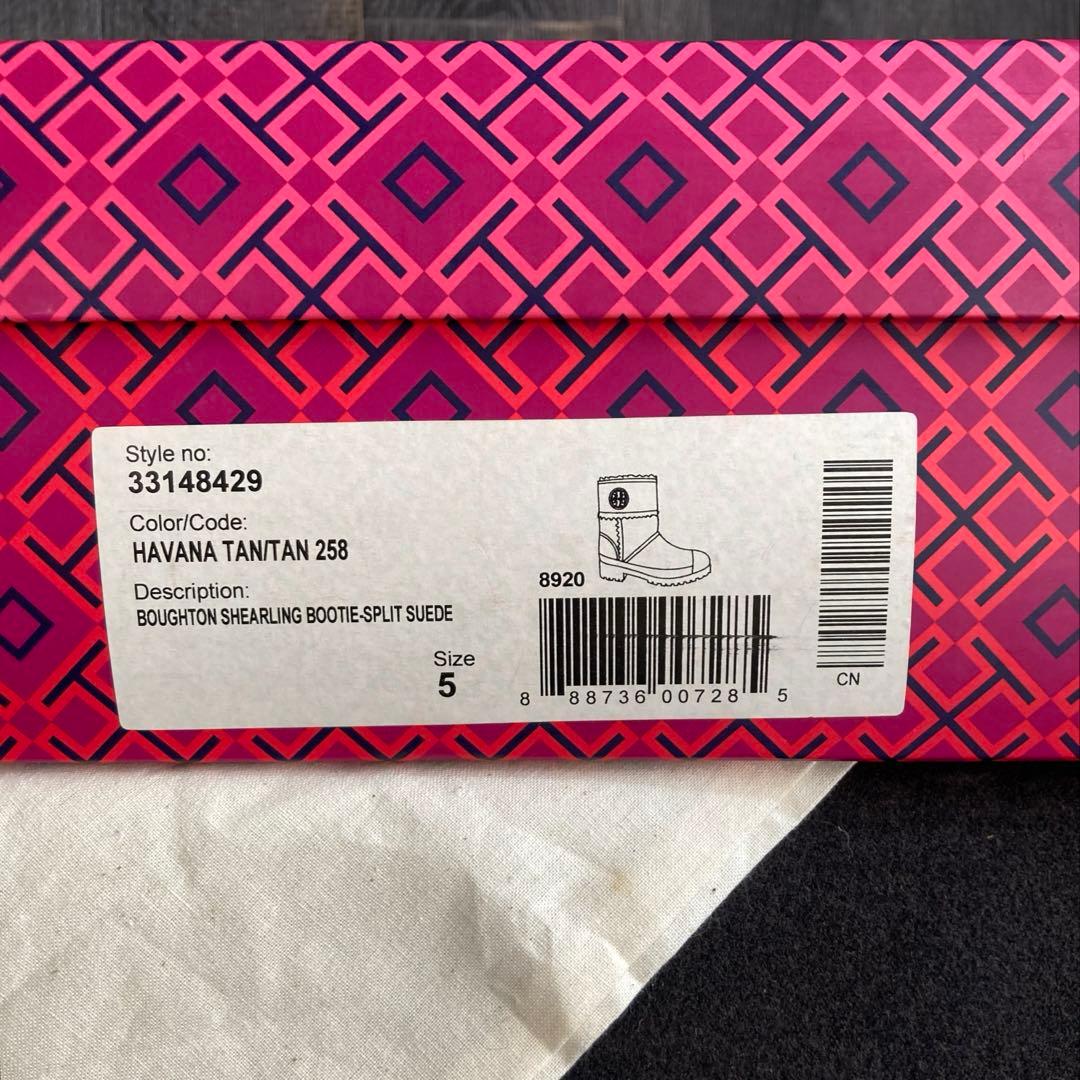 Style no:
33148429
Color/Code:
HAVANA TAN/TAN 258
Description:
BOUGHTON SHEARLING BOOTIE-SPLIT SUEDE
Size
5
8920
8 88736 00728 5
CN